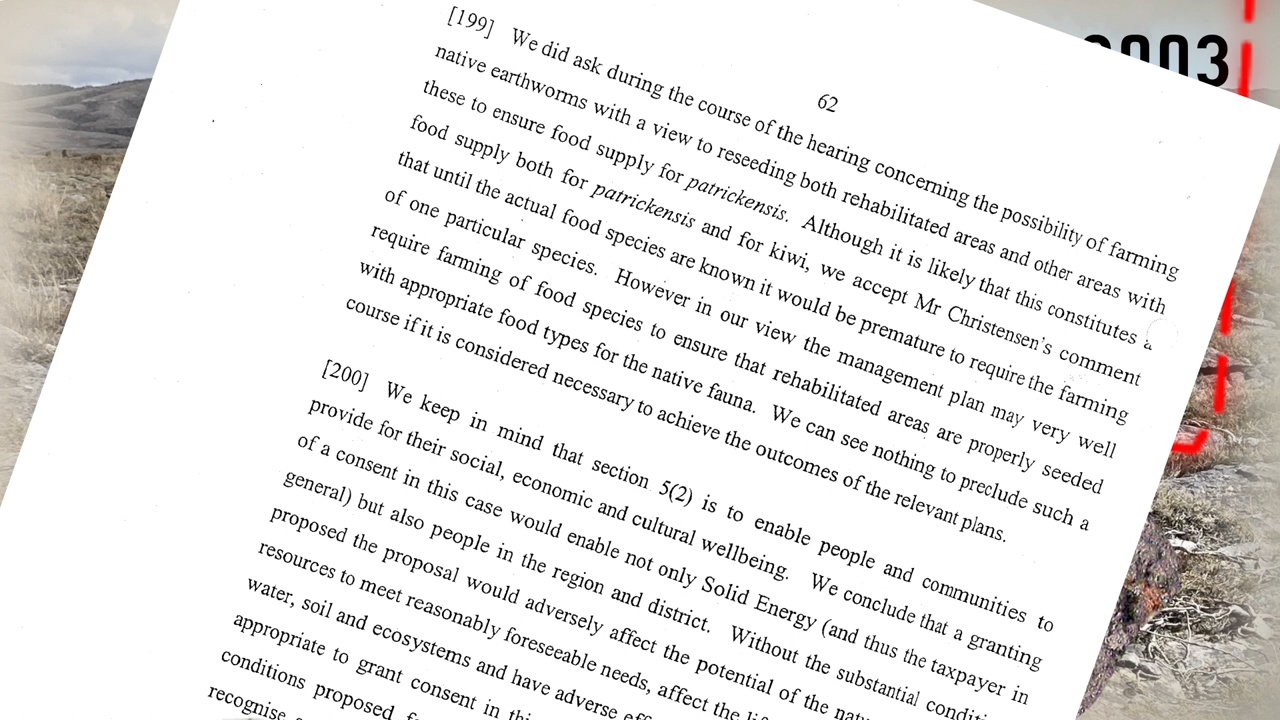 2003
62
[199] We did ask during the course of the hearing concerning the possibility of farming
native earthworms with a view to reseeding both rehabilitated areas and other areas with
these to ensure food supply for patrickensis. Although it is likely that this constitutes a
food supply both for patrickensis and for kiwi, we accept Mr Christensen's comment
that until the actual food species are known it would be premature to require the farming
of one particular species. However in our view the management plan may very well
require farming of food species to ensure that rehabilitated areas are properly seeded
with appropriate food types for the native fauna. We can see nothing to preclude such a
course if it is considered necessary to achieve the outcomes of the relevant plans.
[200] We keep in mind that section 5(2) is to enable people and communities to
provide for their social, economic and cultural wellbeing. We conclude that a granting
of a consent in this case would enable not only Solid Energy (and thus the taxpayer in
general) but also people in the region and district. Without the substantial
proposed the proposal would adversely affect the potential of the
resources to meet reasonably foreseeable needs, affect the
water, soil and ecosystems and have adverse
appropriate to grant consent in
conditions proposed
recognise